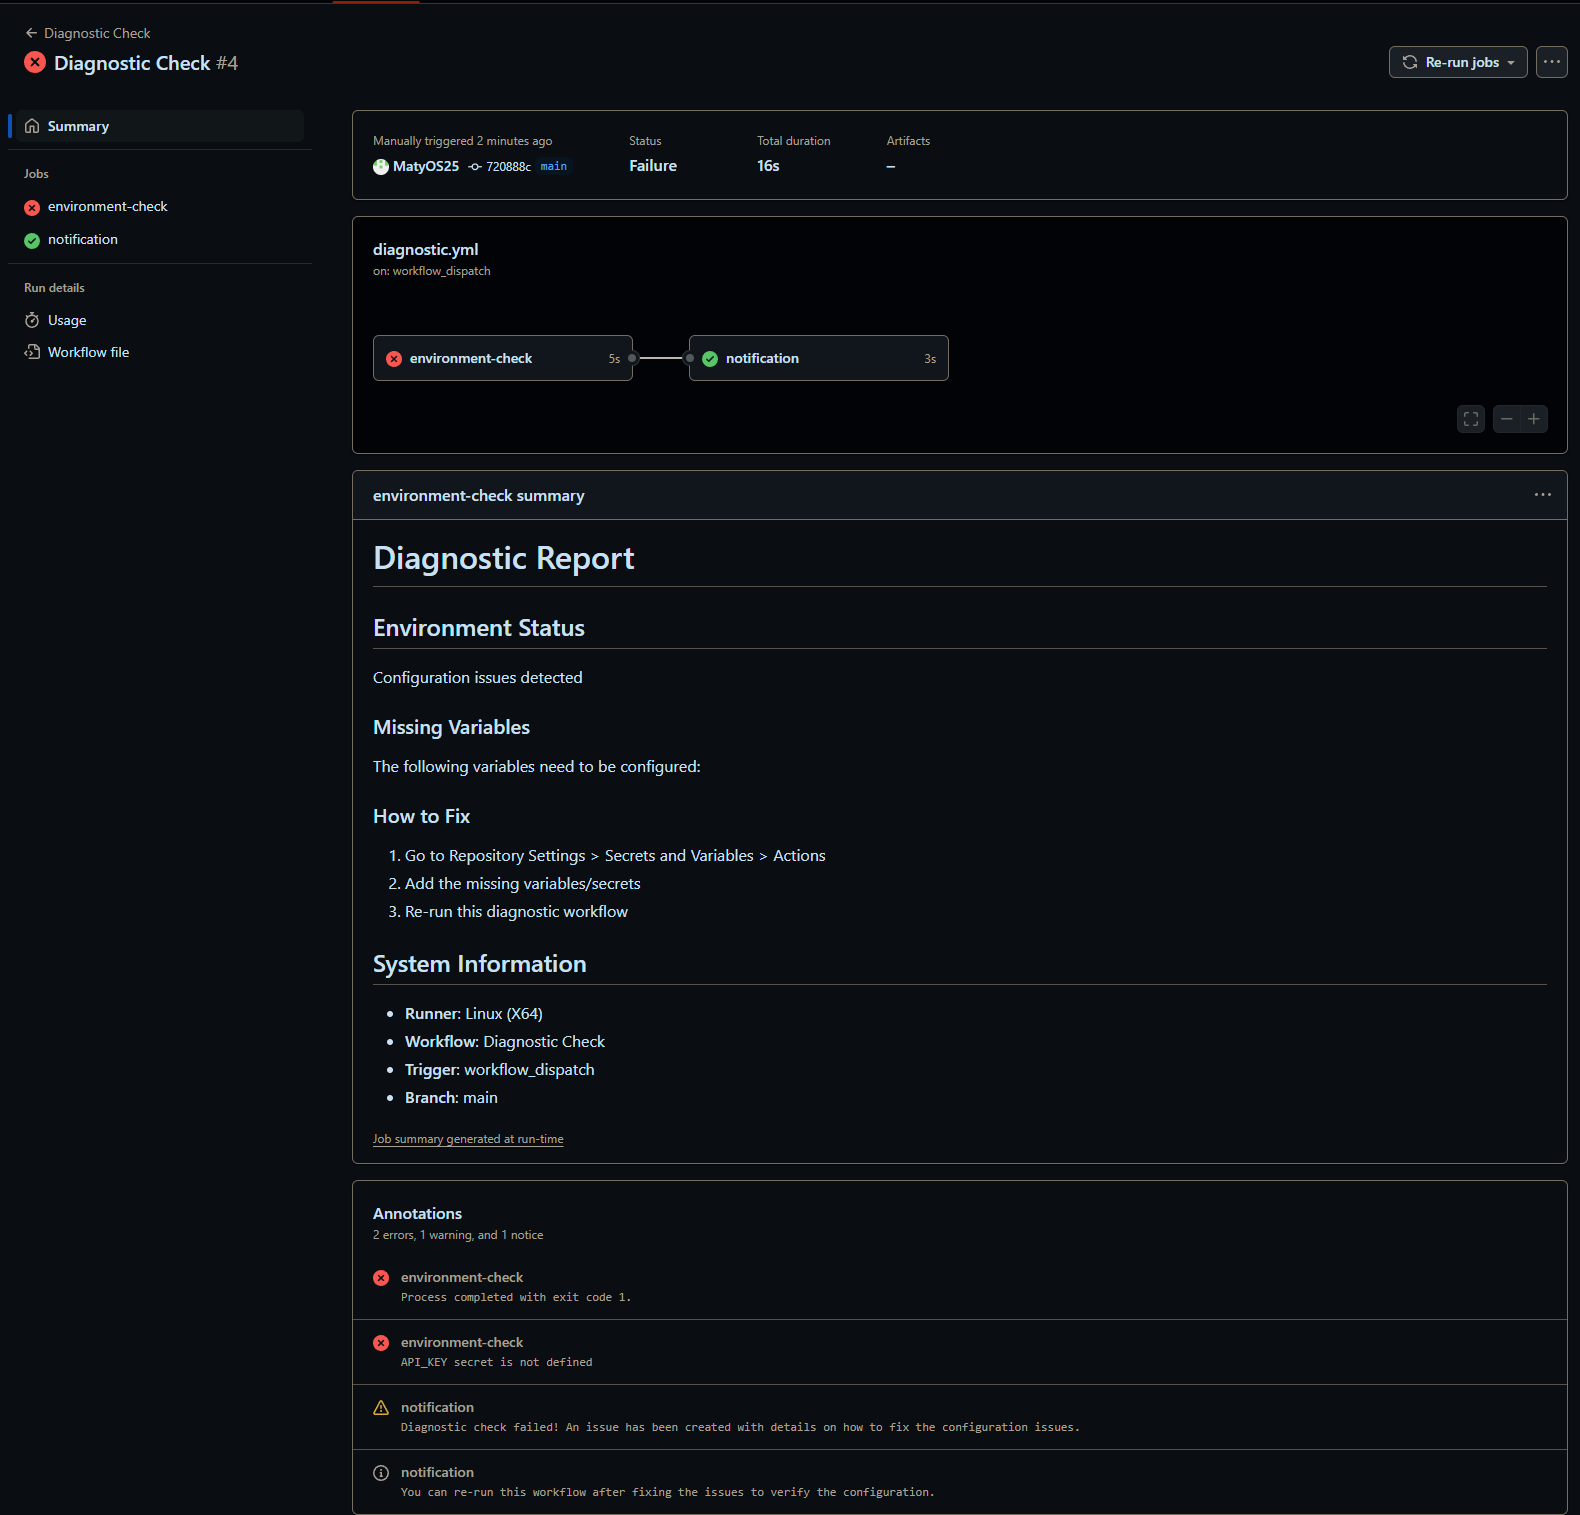 Diagnostic Check
Diagnostic Check #4
Re-run jobs
Summary
Jobs
environment-check
notification
Run details
Usage
Workflow file
Manually triggered 2 minutes ago
MatyOS25 720888c main
Status
Failure
Total duration
16s
Artifacts
–
diagnostic.yml
on: workflow_dispatch
environment-check 5s
notification 3s
environment-check summary
Diagnostic Report
Environment Status
Configuration issues detected
Missing Variables
The following variables need to be configured:
How to Fix
1. Go to Repository Settings > Secrets and Variables > Actions
2. Add the missing variables/secrets
3. Re-run this diagnostic workflow
System Information
• Runner: Linux (X64)
• Workflow: Diagnostic Check
• Trigger: workflow_dispatch
• Branch: main
Job summary generated at run-time
Annotations
2 errors, 1 warning, and 1 notice
environment-check
Process completed with exit code 1.
environment-check
API_KEY secret is not defined
notification
Diagnostic check failed! An issue has been created with details on how to fix the configuration issues.
notification
You can re-run this workflow after fixing the issues to verify the configuration.